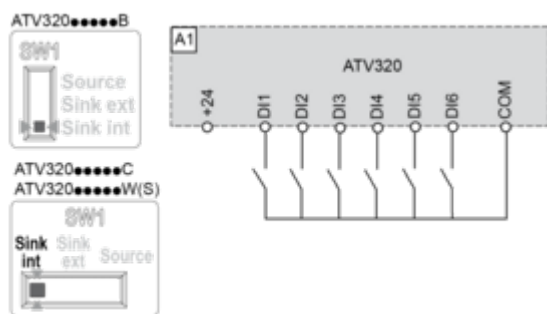 ATV320●●●●●B
SW1
Source
Sink ext
Sink int
ATV320●●●●●C
ATV320●●●●●W(S)
SW1
Sink int
Sink ext
Source
A1
ATV320
+24
DI1
DI2
DI3
DI4
DI5
DI6
COM